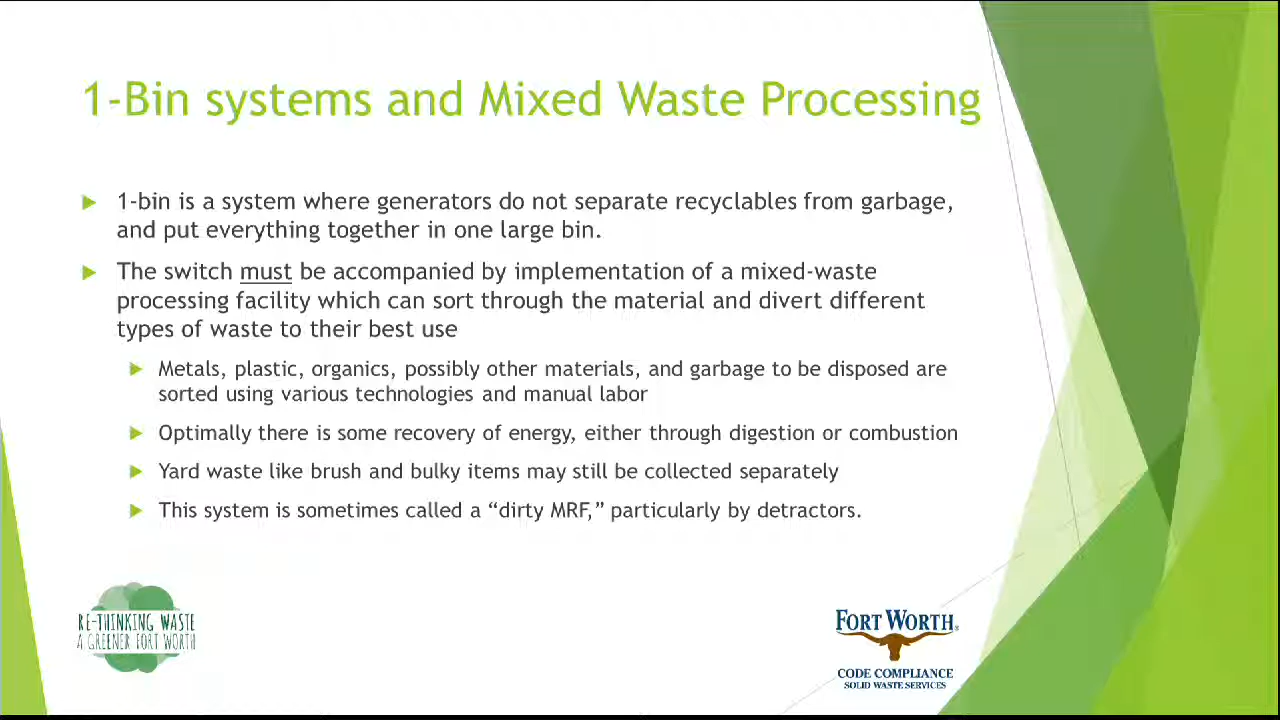 1-Bin systems and Mixed Waste Processing
1-bin is a system where generators do not separate recyclables from garbage,
and put everything together in one large bin.
The switch must be accompanied by implementation of a mixed-waste
processing facility which can sort through the material and divert different
types of waste to their best use
Metals, plastic, organics, possibly other materials, and garbage to be disposed are
sorted using various technologies and manual labor
Optimally there is some recovery of energy, either through digestion or combustion
Yard waste like brush and bulky items may still be collected separately
This system is sometimes called a “dirty MRF,” particularly by detractors.
RE-THINKING WASTE
A GREENER FORT WORTH
FORT WORTH®
CODE COMPLIANCE
SOLID WASTE SERVICES